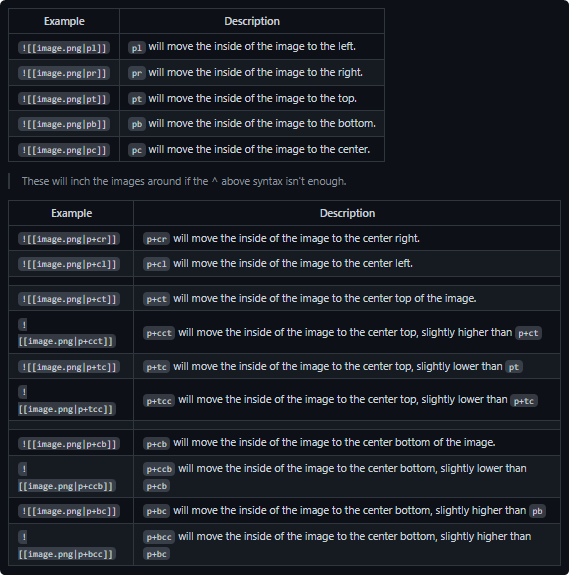 Example Description
![[image.png|pl]] pl will move the inside of the image to the left.
![[image.png|pr]] pr will move the inside of the image to the right.
![[image.png|pt]] pt will move the inside of the image to the top.
![[image.png|pb]] pb will move the inside of the image to the bottom.
![[image.png|pc]] pc will move the inside of the image to the center.
These will inch the images around if the ^ above syntax isn't enough.
Example Description
![[image.png|p+cr]] p+cr will move the inside of the image to the center right.
![[image.png|p+cl]] p+cl will move the inside of the image to the center left.
![[image.png|p+ct]] p+ct will move the inside of the image to the center top of the image.
!
[[image.png|p+cct]] p+cct will move the inside of the image to the center top, slightly higher than p+ct
![[image.png|p+tc]] p+tc will move the inside of the image to the center top, slightly lower than pt
!
[[image.png|p+tcc]] p+tcc will move the inside of the image to the center top, slightly lower than p+tc
![[image.png|p+cb]] p+cb will move the inside of the image to the center bottom of the image.
! p+ccb will move the inside of the image to the center bottom, slightly lower than
[[image.png|p+ccb]] p+cb
![[image.png|p+bc]] p+bc will move the inside of the image to the center bottom, slightly higher than pb
! p+bcc will move the inside of the image to the center bottom, slightly higher than
[[image.png|p+bcc]] p+bc